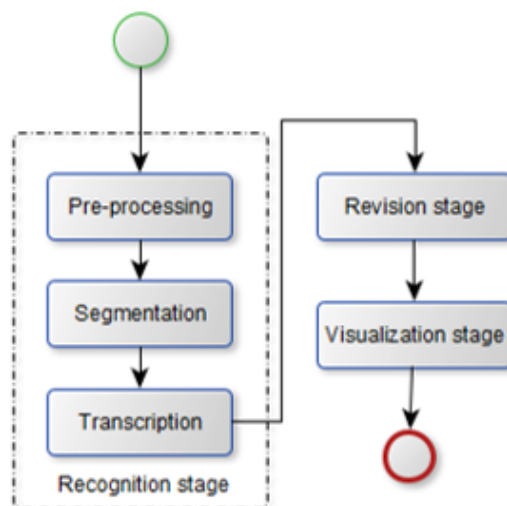 Pre-processing
Segmentation
Transcription
Recognition stage
Revision stage
Visualization stage